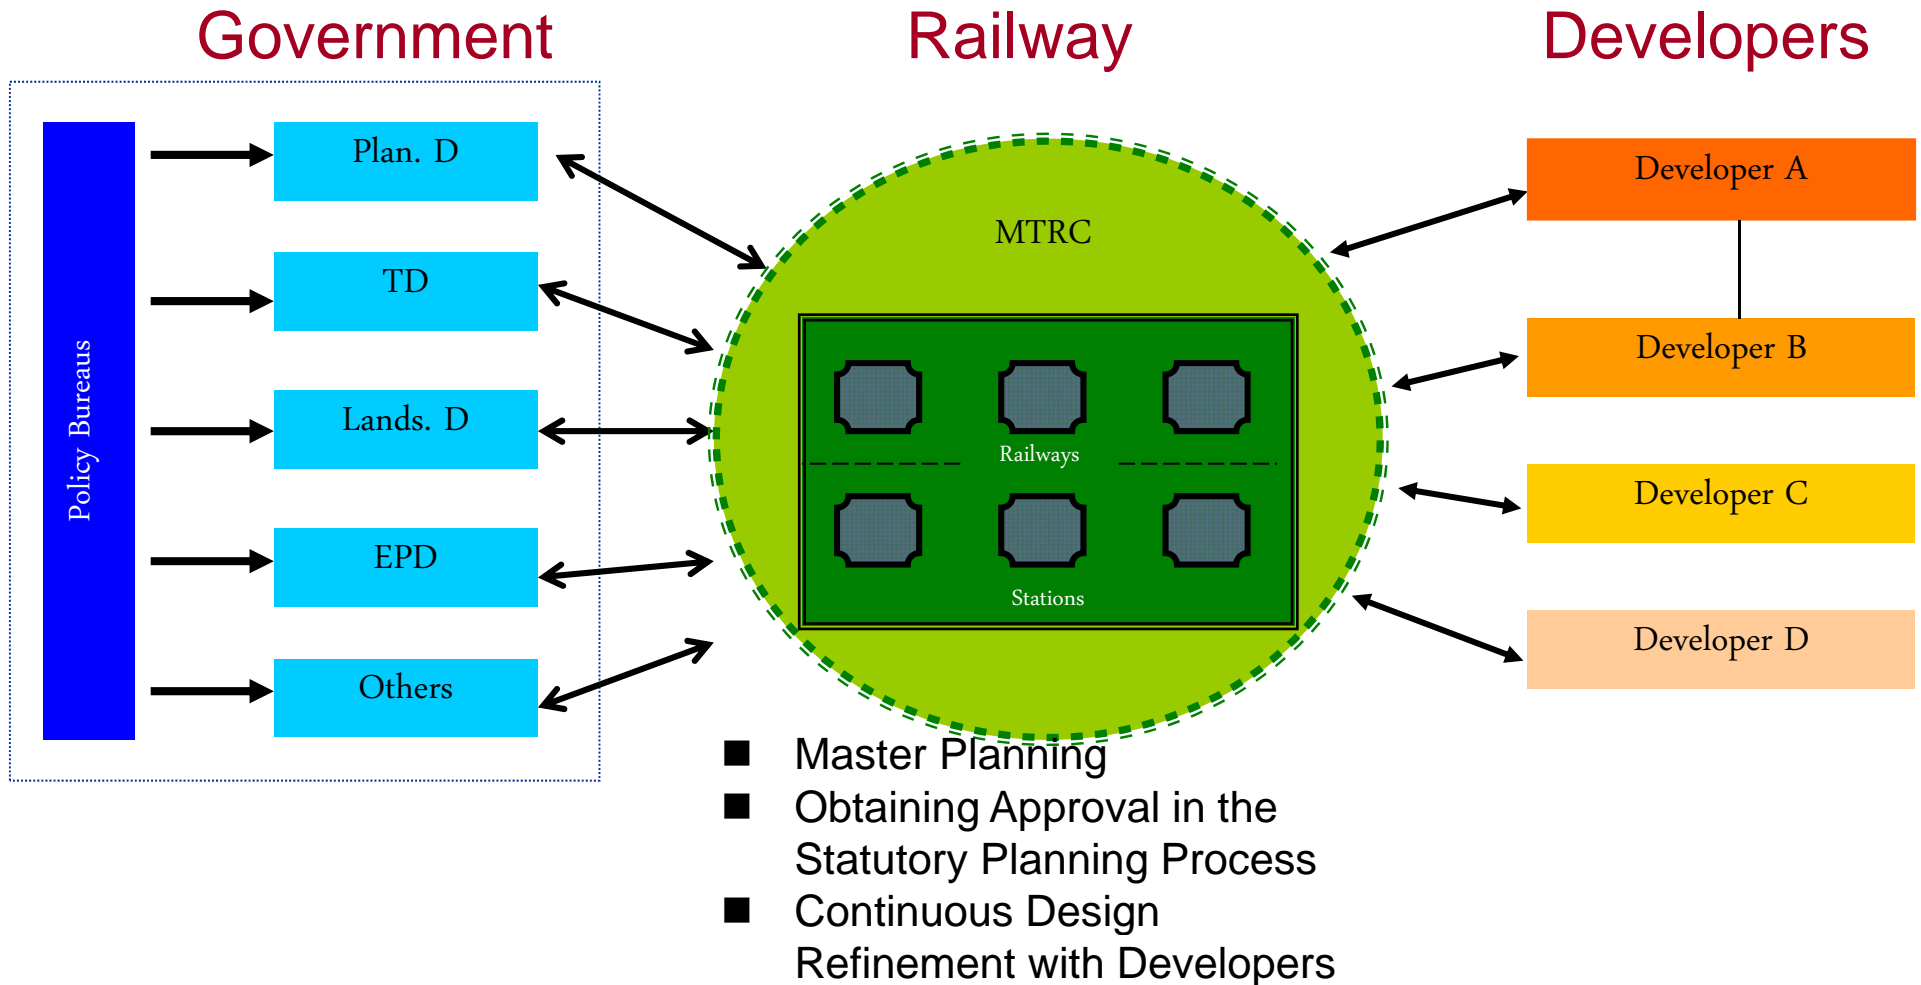 Government
Railway
Developers
Policy Bureaus
Plan. D
TD
Lands. D
EPD
Others
MTRC
Railways
Stations
Developer A
Developer B
Developer C
Developer D
Master Planning
Obtaining Approval in the
Statutory Planning Process
Continuous Design
Refinement with Developers